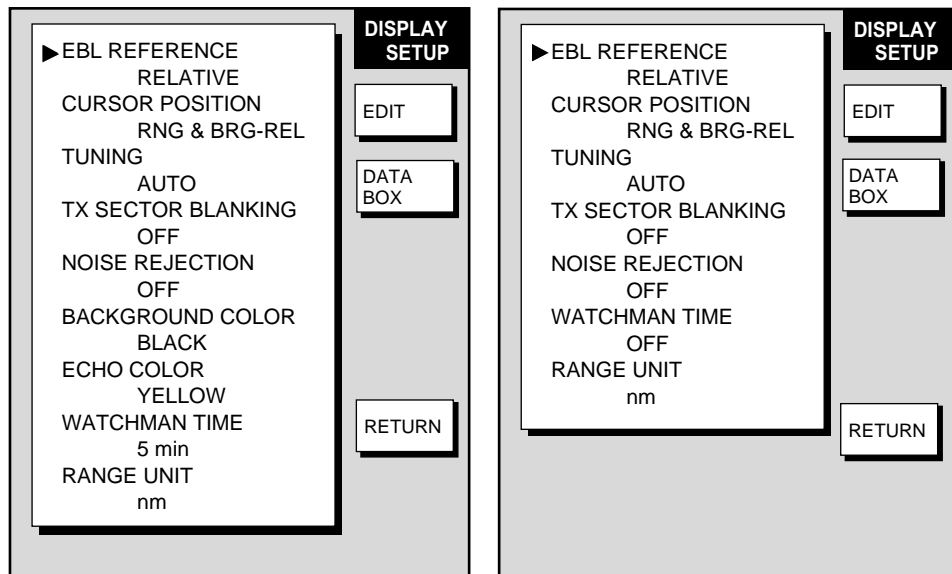 EBL REFERENCE
RELATIVE
CURSOR POSITION
RNG & BRG-REL
TUNING
AUTO
TX SECTOR BLANKING
OFF
NOISE REJECTION
OFF
BACKGROUND COLOR
BLACK
ECHO COLOR
YELLOW
WATCHMAN TIME
5 min
RANGE UNIT
nm
DISPLAY
SETUP
EDIT
DATA
BOX
RETURN
EBL REFERENCE
RELATIVE
CURSOR POSITION
RNG & BRG-REL
TUNING
AUTO
TX SECTOR BLANKING
OFF
NOISE REJECTION
OFF
WATCHMAN TIME
OFF
RANGE UNIT
nm
DISPLAY
SETUP
EDIT
DATA
BOX
RETURN